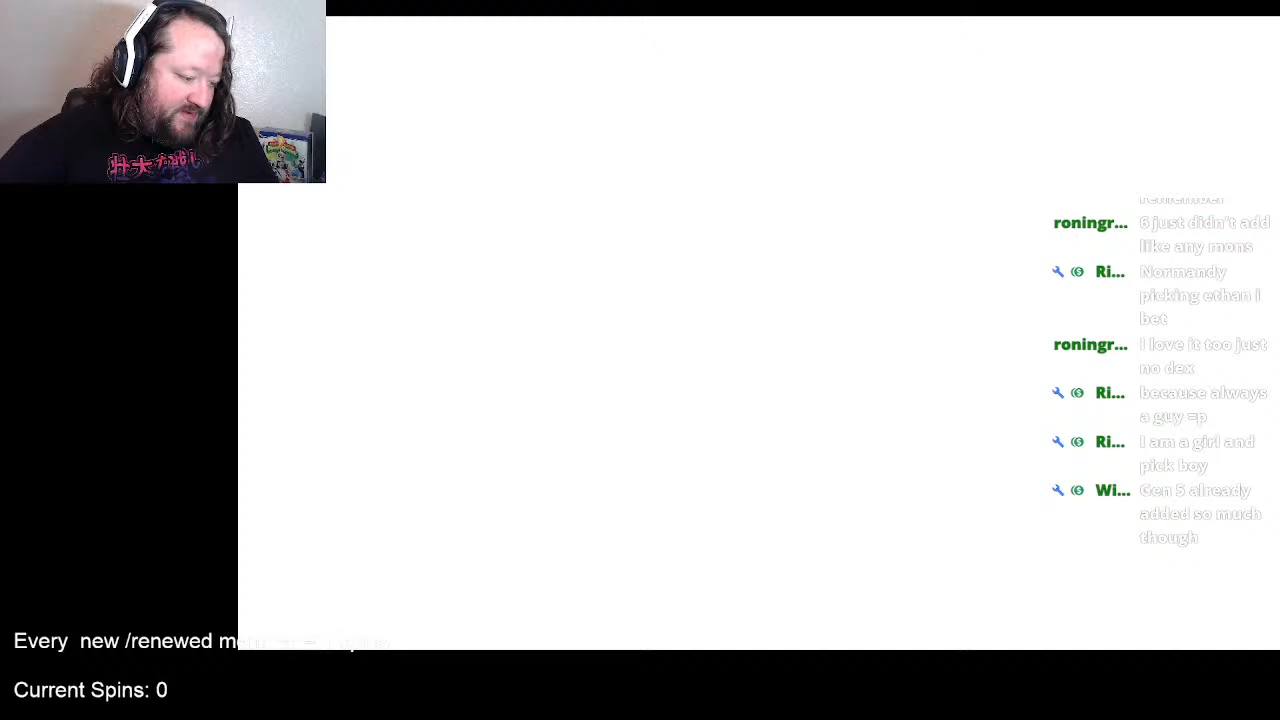 remember
roningr... 6 just didn't add
like any mons
Ri... Normandy
picking ethan i
bet
roningr... I love it too just
no dex
Ri... because always
a guy =p
Ri... I am a girl and
pick boy
Wi... Gen 5 already
added so much
though
Every new /renewed
Current Spins: 0